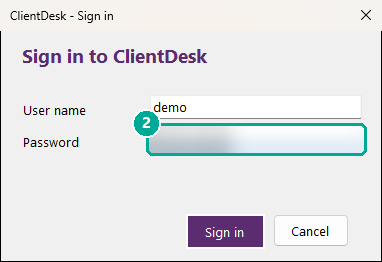 ClientDesk - Sign in
Sign in to ClientDesk
User name demo
2
Password
Sign in Cancel